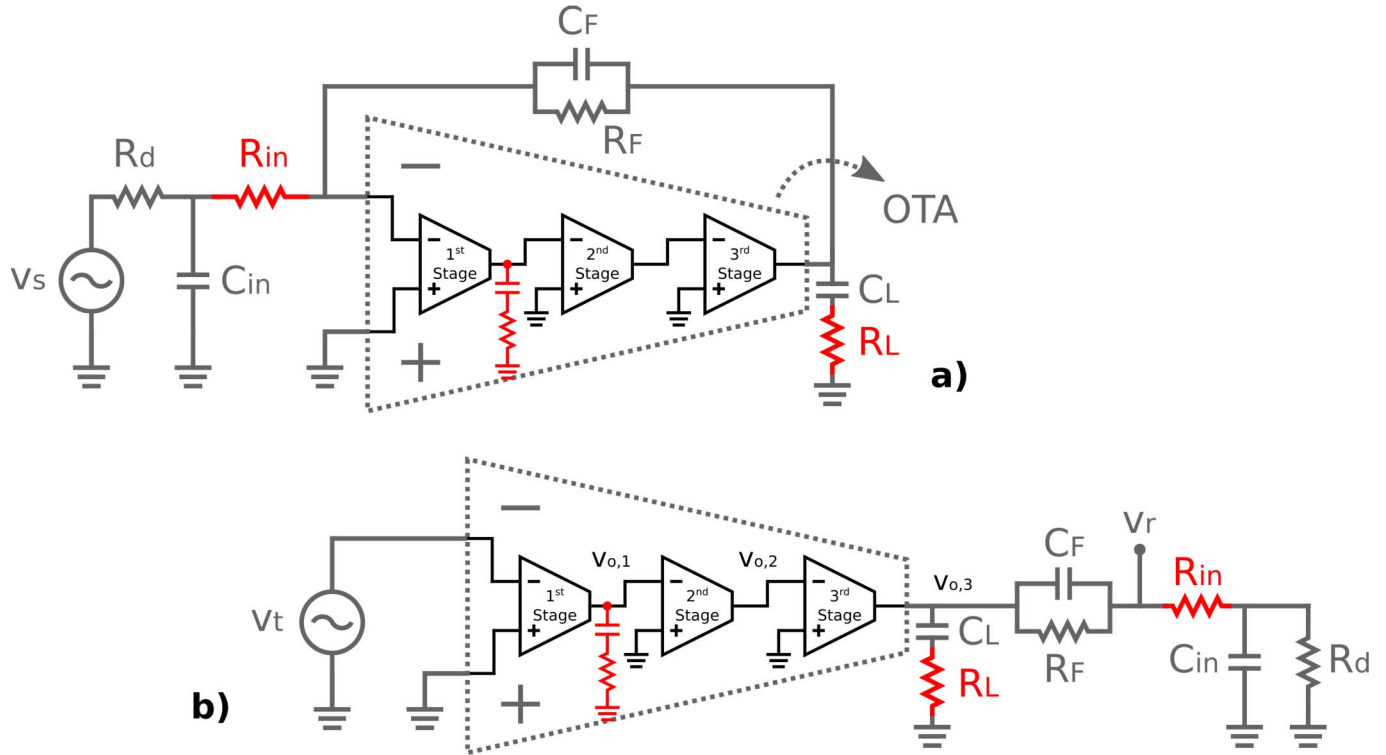 CF
RF
Rd
Rin
−
OTA
vs
Cin
1st
Stage
−
+
2nd
Stage
−
+
3rd
Stage
−
+
CL
RL
+
a)
−
vt
vo,1
vo,2
vo,3
1st
Stage
−
+
2nd
Stage
−
+
3rd
Stage
−
+
CF
RF
vr
Rin
CL
RL
Cin
Rd
+
b)